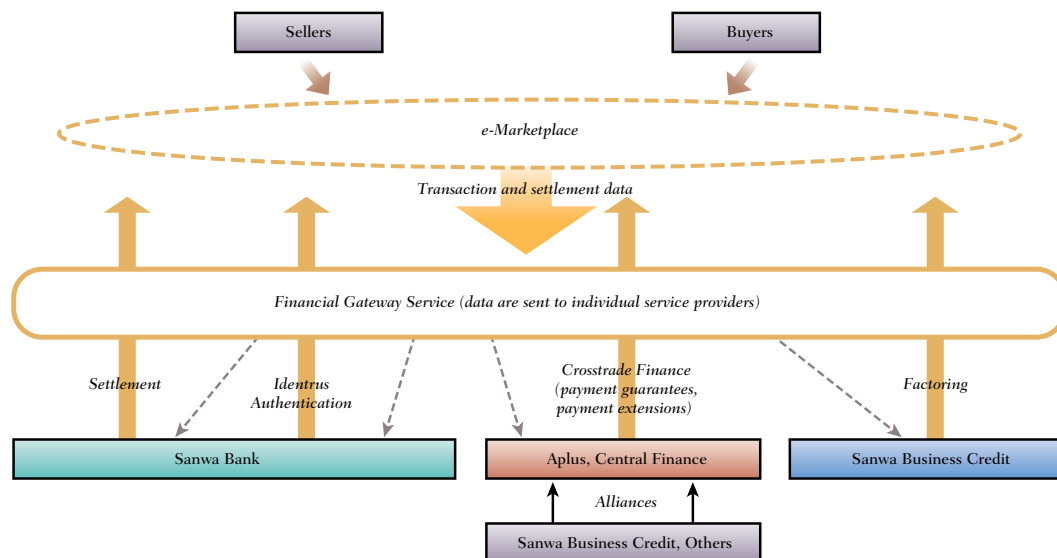 Sellers
Buyers
e-Marketplace
Transaction and settlement data
Financial Gateway Service (data are sent to individual service providers)
Settlement
Identrus
Authentication
Crosstrade Finance
(payment guarantees,
payment extensions)
Factoring
Sanwa Bank
Aplus, Central Finance
Sanwa Business Credit
Alliances
Sanwa Business Credit, Others